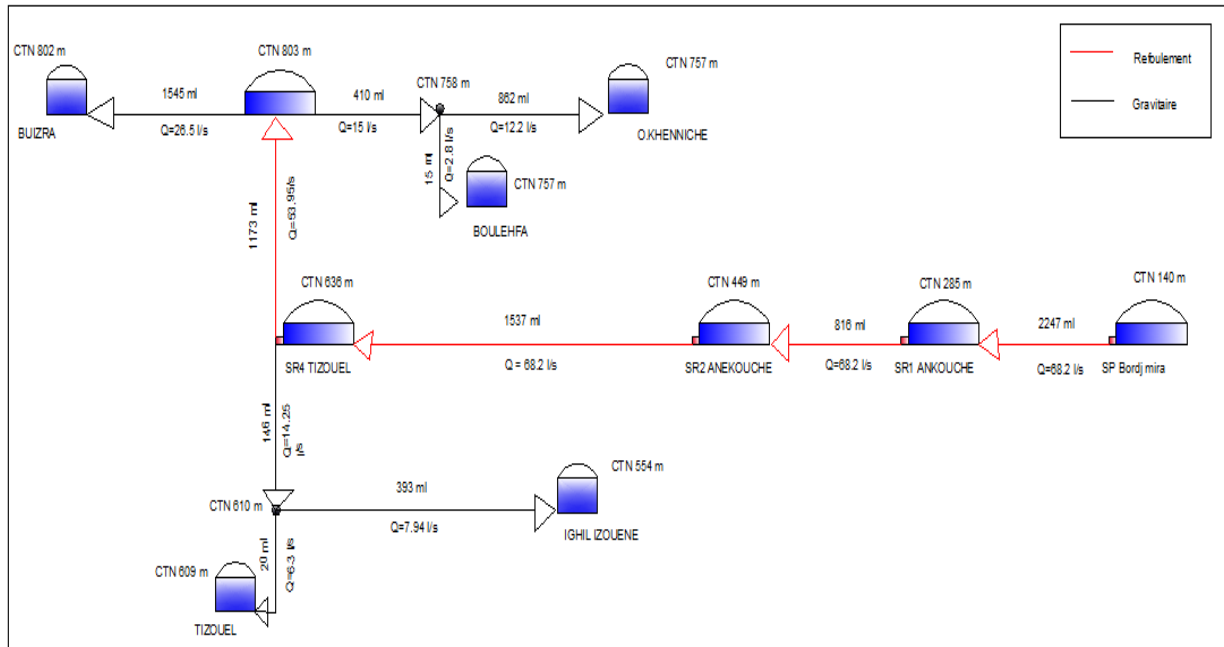 CTN 802 m
CTN 803 m
CTN 757 m
Refoulement
CTN 758 m
1545 ml
410 ml
862 ml
Gravitaire
Q=26.5 l/s
Q=15 l/s
Q=12.2 l/s
BUIZRA
O.KHENNICHE
15 ml
Q=2.8 l/s
CTN 757 m
BOULEHFA
1173 ml
Q=53.95l/s
CTN 636 m
CTN 449 m
CTN 285 m
CTN 140 m
1537 ml
816 ml
2247 ml
Q = 68.2 l/s
Q=68.2 l/s
Q=68.2 l/s
SR4 TIZOUEL
SR2 ANEKOUCHE
SR1 ANKOUCHE
SP Bordj mira
146 ml
Q=14.25
l/s
CTN 554 m
393 ml
CTN 610 m
Q=7.94 l/s
IGHIL IZOUENE
20 ml
Q=6.3 l/s
CTN 609 m
TIZOUEL